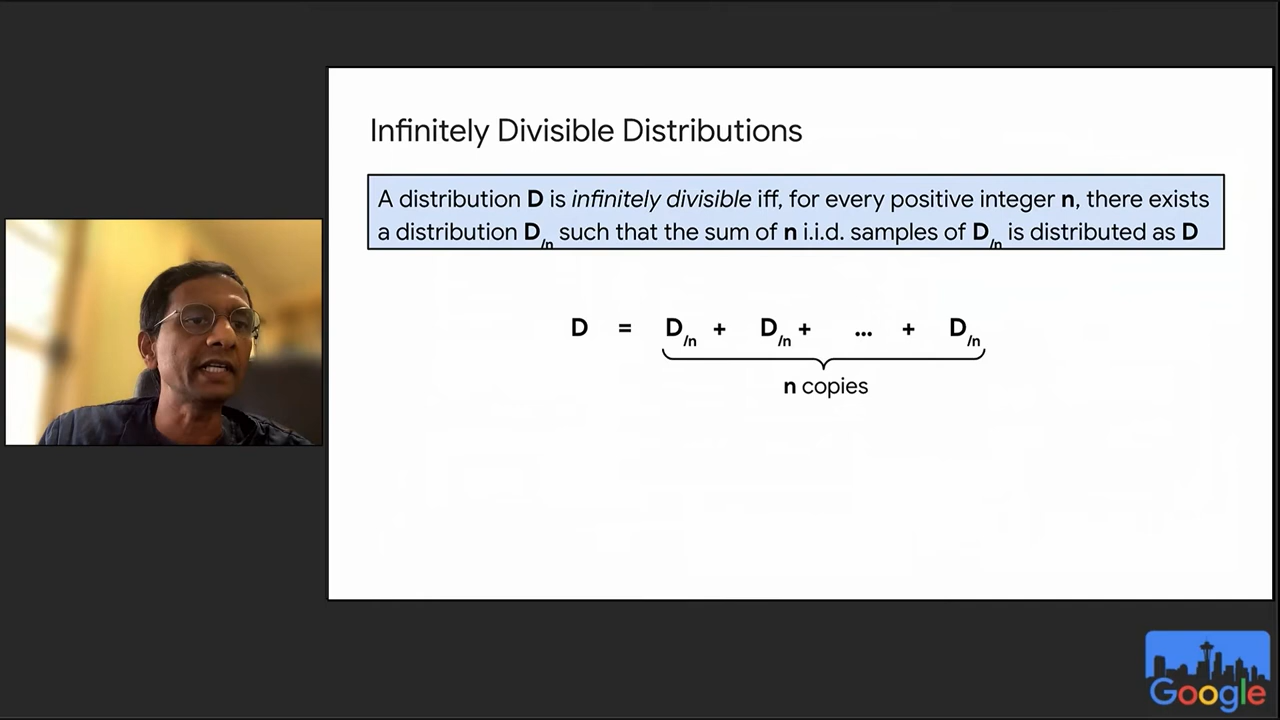 Infinitely Divisible Distributions
A distribution D is infinitely divisible iff, for every positive integer n, there exists
a distribution D/n such that the sum of n i.i.d. samples of D/n is distributed as D
D = D/n + D/n + ... + D/n
n copies
Google